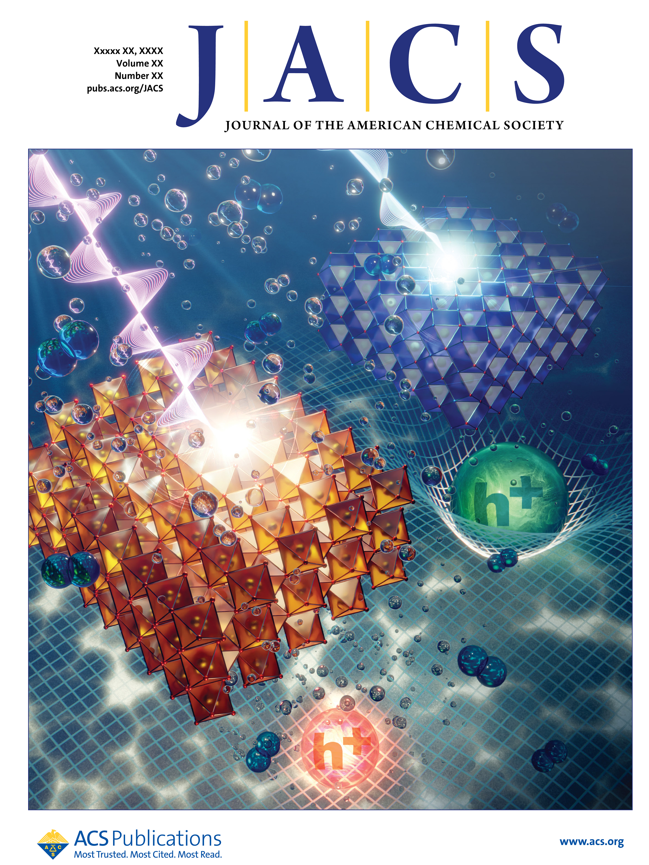 Xxxxx XX, XXXX
Volume XX
Number XX
pubs.acs.org/JACS
J|A|C|S
JOURNAL OF THE AMERICAN CHEMICAL SOCIETY
h+
h+
ACS Publications
Most Trusted. Most Cited. Most Read.
www.acs.org